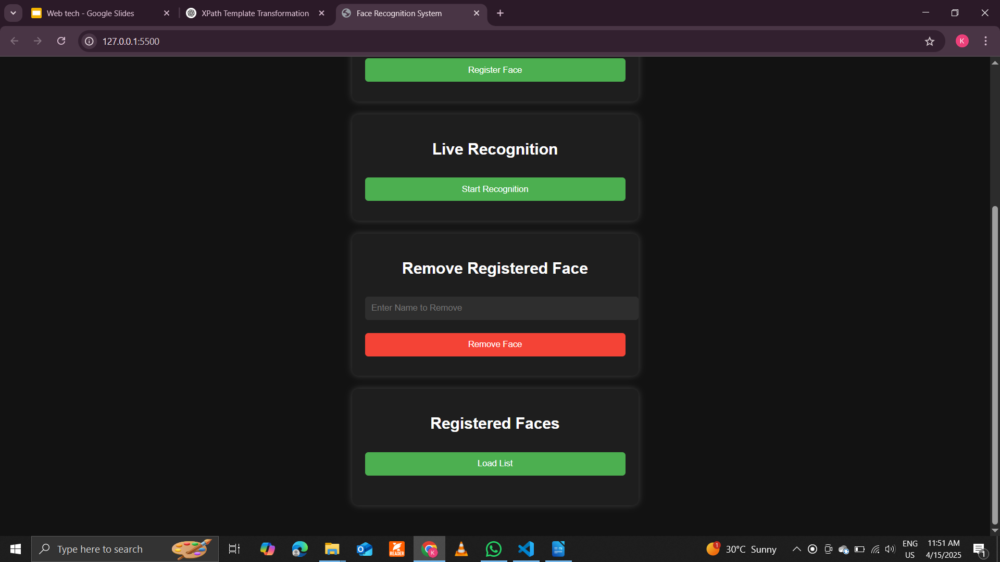 Web tech - Google Slides
XPath Template Transformation
Face Recognition System
127.0.0.1:5500
K
Register Face
Live Recognition
Start Recognition
Remove Registered Face
Enter Name to Remove
Remove Face
Registered Faces
Load List
Type here to search
O
READER
K
1
30°C Sunny
ENG
US
11:51 AM
4/15/2025
1